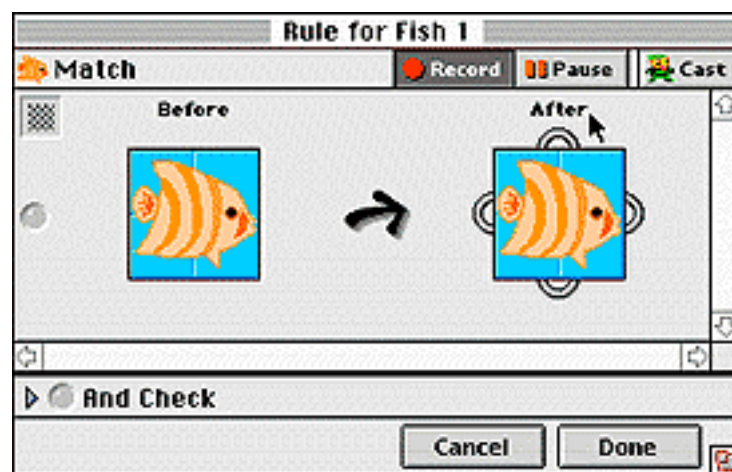 Rule for Fish 1
Match Record Pause Cast
Before After
And Check
Cancel Done